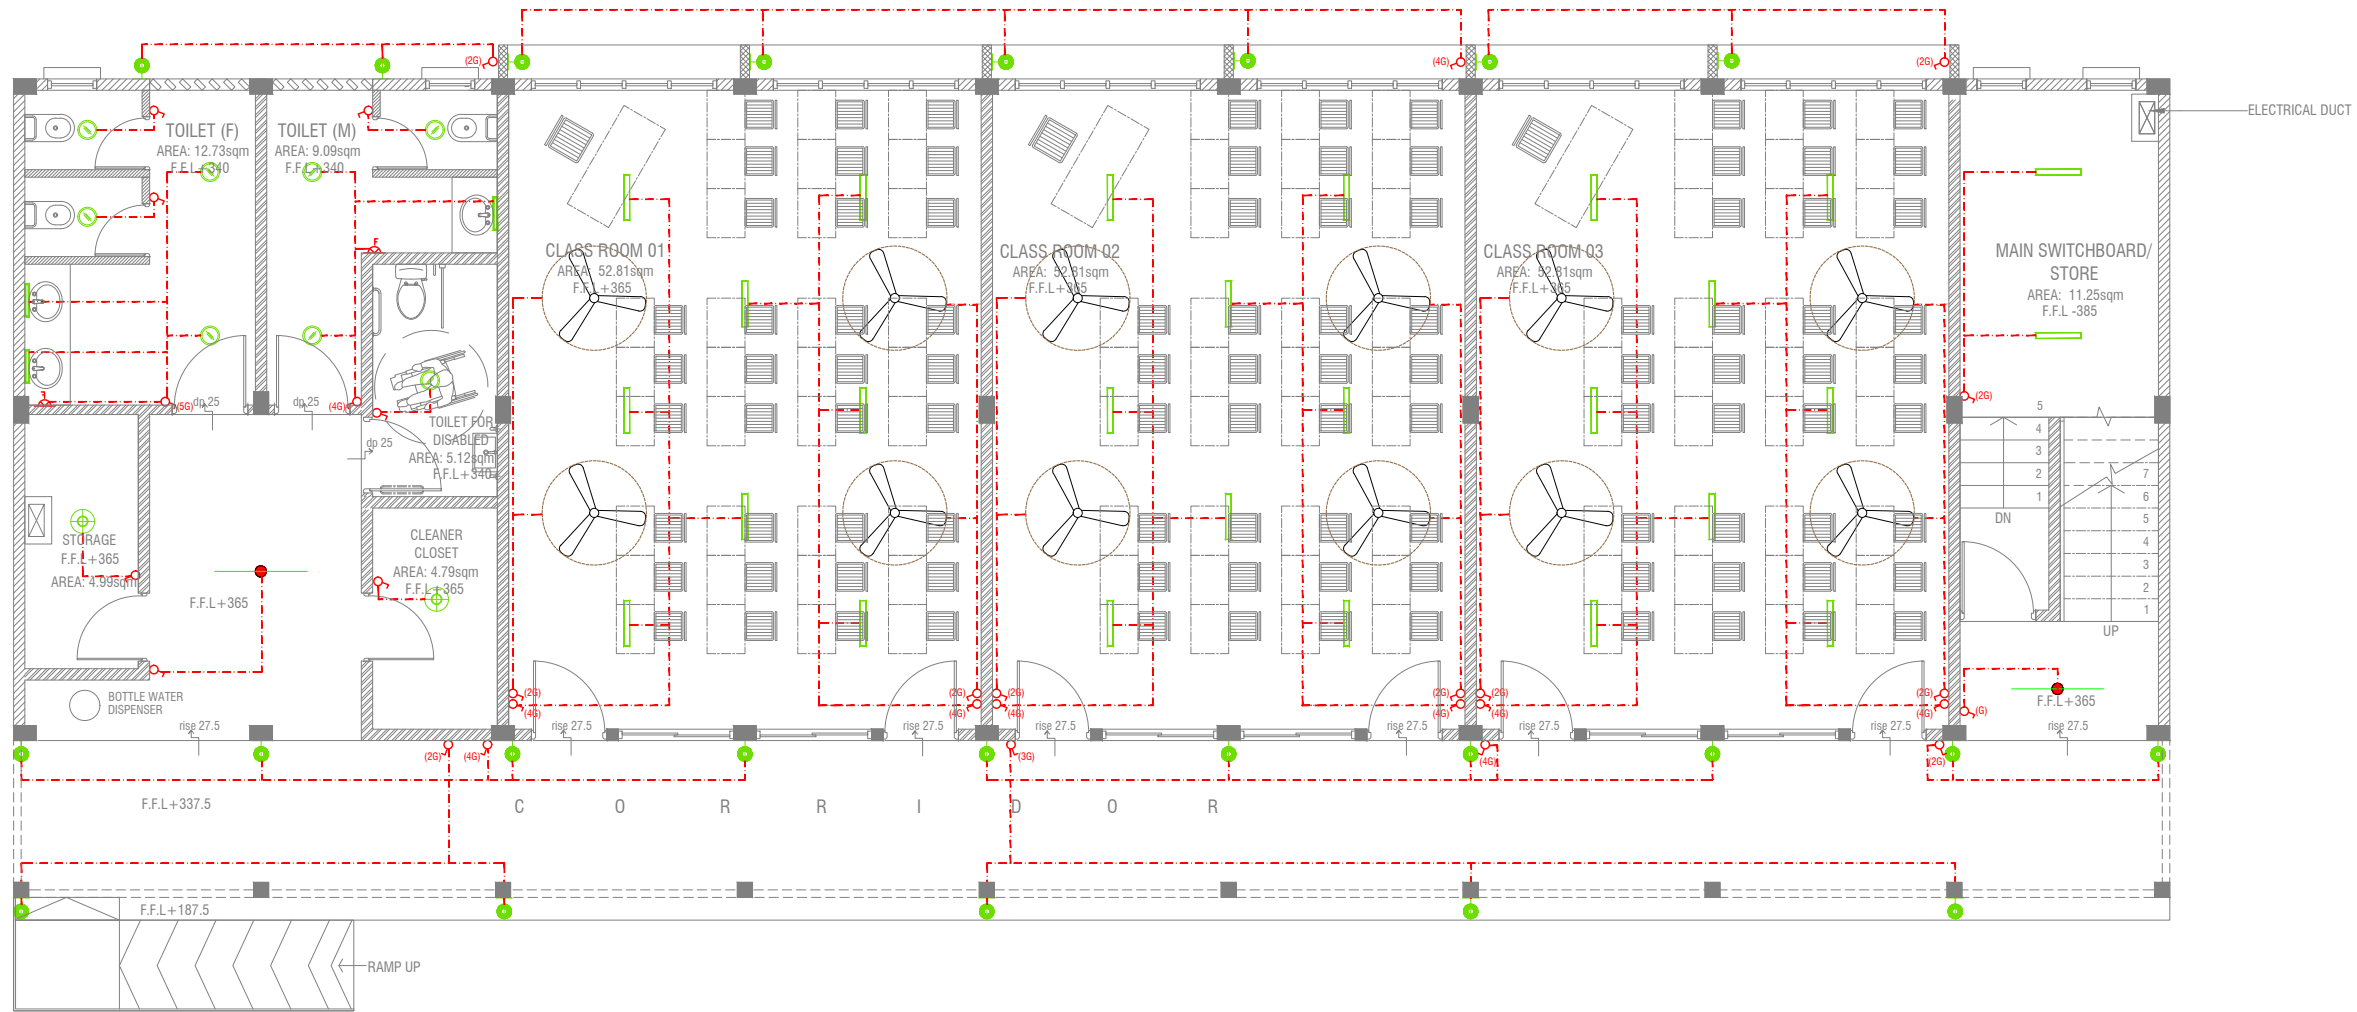 (2G)
(4G)
(2G)
ELECTRICAL DUCT
TOILET (F)
AREA: 12.73sqm
F.F.L+340
TOILET (M)
AREA: 9.09sqm
F.F.L+340
CLASS ROOM 01
AREA: 52.81sqm
F.F.L+365
CLASS ROOM 02
AREA: 52.81sqm
F.F.L+365
CLASS ROOM 03
AREA: 52.81sqm
F.F.L+365
MAIN SWITCHBOARD/
STORE
AREA: 11.25sqm
F.F.L -385
F
F
(5G)
dp 25
dp 25
(4G)
(2G)
TOILET FOR
DISABLED
AREA: 5.12sqm
F.F.L+340
dp 25
5
4
3
2
1
DN
7
6
5
4
3
2
1
UP
STORAGE
F.F.L+365
AREA: 4.99sqm
CLEANER
CLOSET
AREA: 4.79sqm
F.F.L+365
F.F.L+365
BOTTLE WATER
DISPENSER
(2G)
(4G)
(2G)
(4G)
(2G)
(4G)
(2G)
(4G)
(2G)
(4G)
(2G)
(4G)
(G)
F.F.L+365
rise 27.5
rise 27.5
rise 27.5
rise 27.5
rise 27.5
rise 27.5
rise 27.5
rise 27.5
(2G)
(4G)
(3G)
(4G)
(2G)
F.F.L+337.5
C O R R I D O R
F.F.L+187.5
RAMP UP